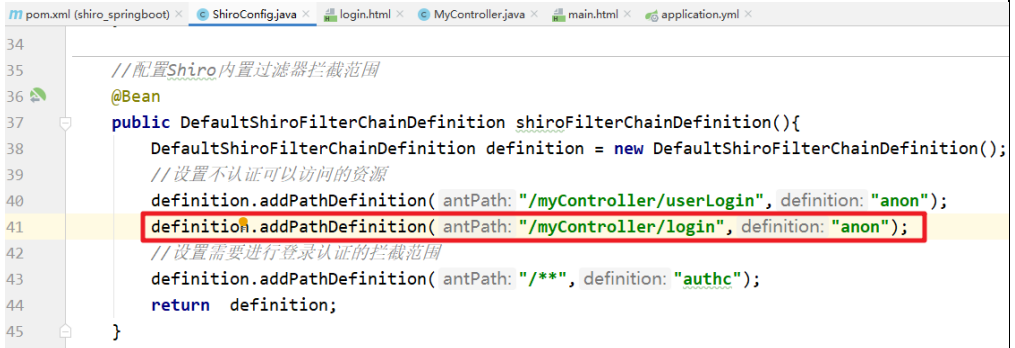 pom.xml (shiro_springboot) × ShiroConfig.java × login.html × MyController.java × main.html × application.yml ×
34
35 //配置Shiro内置过滤器拦截范围
36 @Bean
37 public DefaultShiroFilterChainDefinition shiroFilterChainDefinition(){
38 DefaultShiroFilterChainDefinition definition = new DefaultShiroFilterChainDefinition();
39 //设置不认证可以访问的资源
40 definition.addPathDefinition( antPath: "/myController/userLogin", definition: "anon");
41 definition.addPathDefinition( antPath: "/myController/login", definition: "anon");
42 //设置需要进行登录认证的拦截范围
43 definition.addPathDefinition( antPath: "/**", definition: "authc");
44 return definition;
45 }